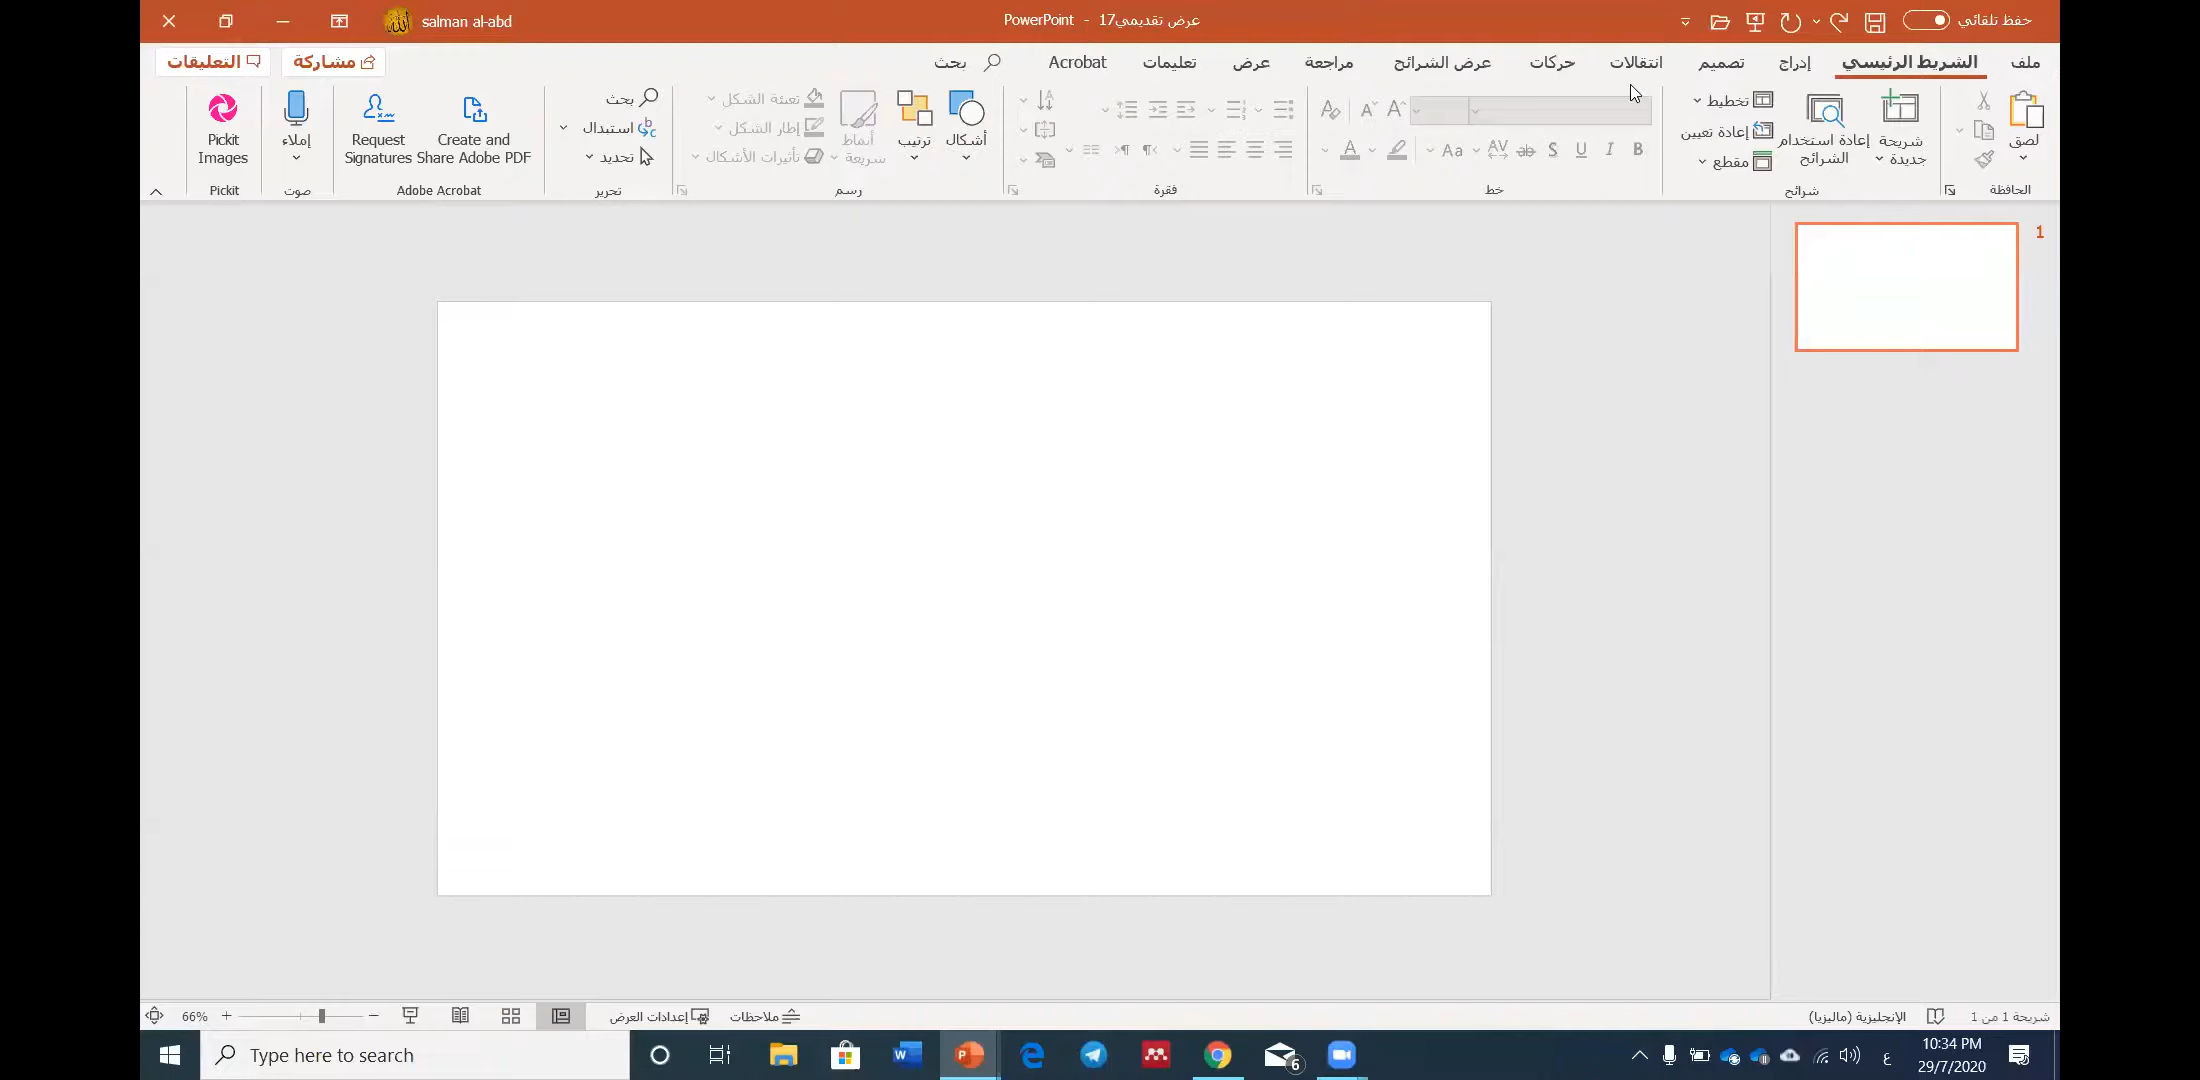 حفظ تلقائي
عرض تقديمي17 - PowerPoint
salman al-abd
ملف
الشريط الرئيسي
إدراج
تصميم
انتقالات
حركات
عرض الشرائح
مراجعة
عرض
تعليمات
Acrobat
بحث
مشاركة
التعليقات
لصق
الحافظة
شريحة
جديدة
إعادة استخدام
الشرائح
تخطيط
إعادة تعيين
مقطع
شرائح
B I U S ab AV Aa A
خط
فقرة
أشكال
ترتيب
أنماط
سريعة
تعبئة الشكل
إطار الشكل
تأثيرات الأشكال
رسم
بحث
استبدال
تحديد
تحرير
Create and
Share Adobe PDF
Request
Signatures
Adobe Acrobat
إملاء
صوت
Pickit
Images
Pickit
1
شريحة 1 من 1
الإنجليزية (ماليزيا)
ملاحظات
إعدادات العرض
66%
Type here to search
6
ع
10:34 PM
29/7/2020